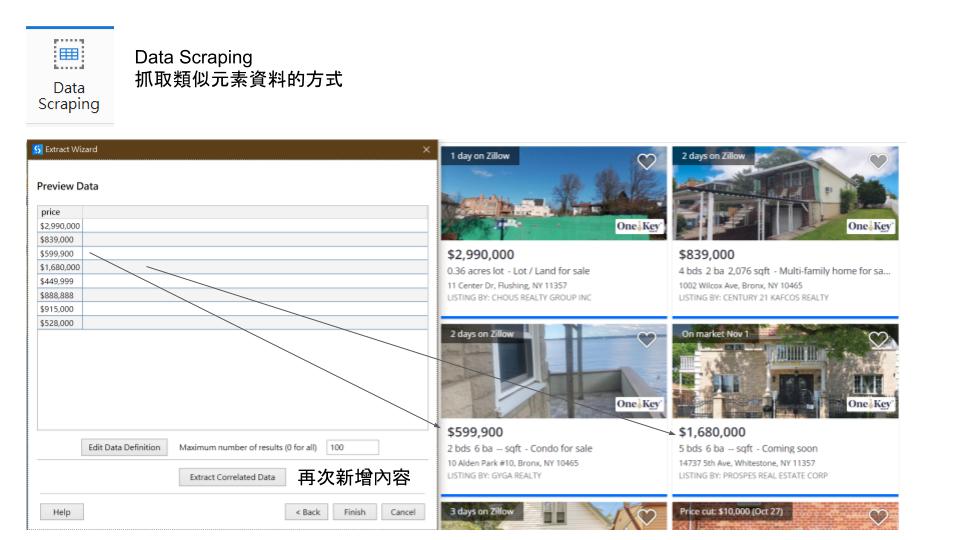 Data Scraping
抓取類似元素資料的方式
Data
Scraping
Extract Wizard
Preview Data
price
$2,990,000
$839,000
$599,900
$1,680,000
$449,999
$888,888
$915,000
$528,000
Edit Data Definition
Maximum number of results (0 for all)
100
Extract Correlated Data
再次新增內容
Help
< Back
Finish
Cancel
1 day on Zillow
One Key
$2,990,000
0.36 acres lot - Lot / Land for sale
11 Center Dr, Flushing, NY 11357
LISTING BY: CHOUS REALTY GROUP INC
2 days on Zillow
One Key
$839,000
4 bds 2 ba 2,076 sqft - Multi-family home for sa...
1002 Wilcox Ave, Bronx, NY 10465
LISTING BY: CENTURY 21 KAFCOS REALTY
2 days on Zillow
One Key
$599,900
2 bds 6 ba -- sqft - Condo for sale
10 Alden Park #10, Bronx, NY 10465
LISTING BY: GYGA REALTY
On market Nov 1
One Key
$1,680,000
5 bds 6 ba -- sqft - Coming soon
14737 5th Ave, Whitestone, NY 11357
LISTING BY: PROSPES REAL ESTATE CORP
3 days on Zillow
Price cut: $10,000 (Oct 27)